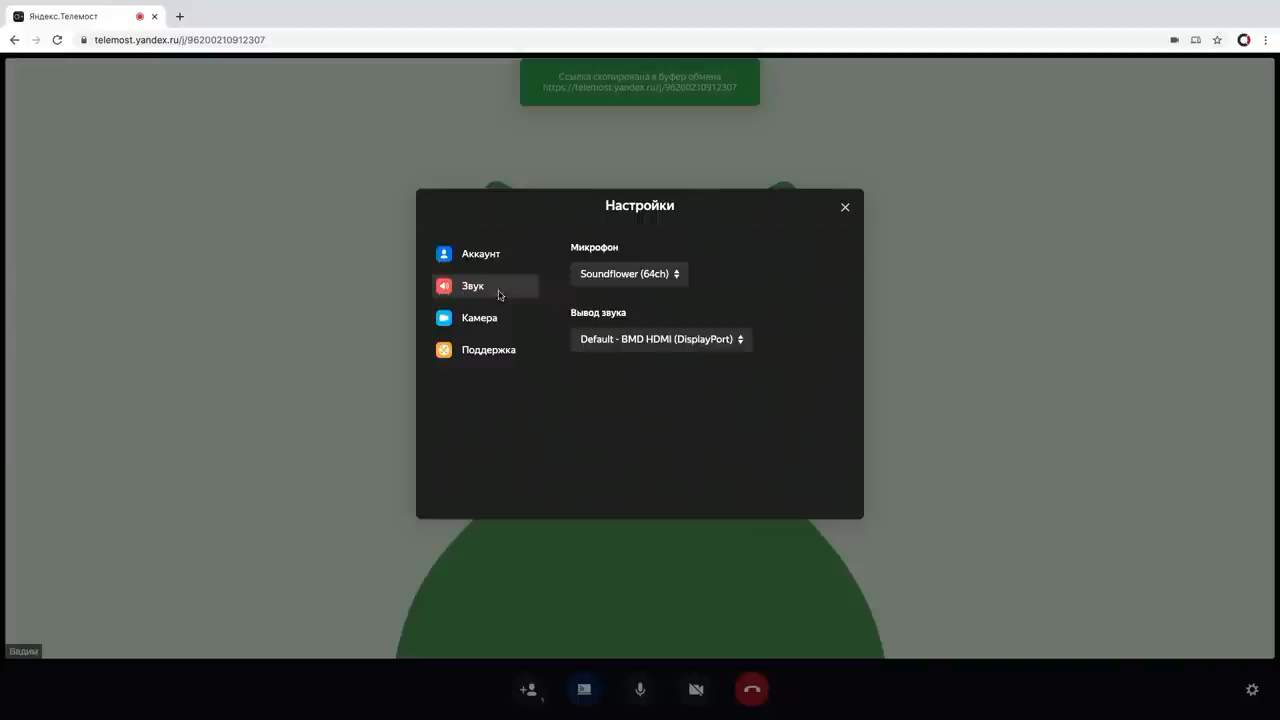 Яндекс.Телемост
telemost.yandex.ru/j/96200210912307
Ссылка скопирована в буфер обмена
https://telemost.yandex.ru/j/96200210912307
Настройки
Аккаунт
Звук
Камера
Поддержка
Микрофон
Soundflower (64ch)
Вывод звука
Default - BMD HDMI (DisplayPort)
Вадим
1